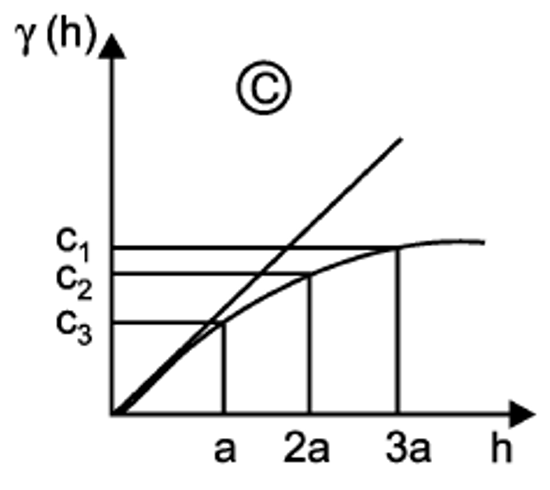 γ (h)
Ⓒ
c₁
c₂
c₃
a 2a 3a h